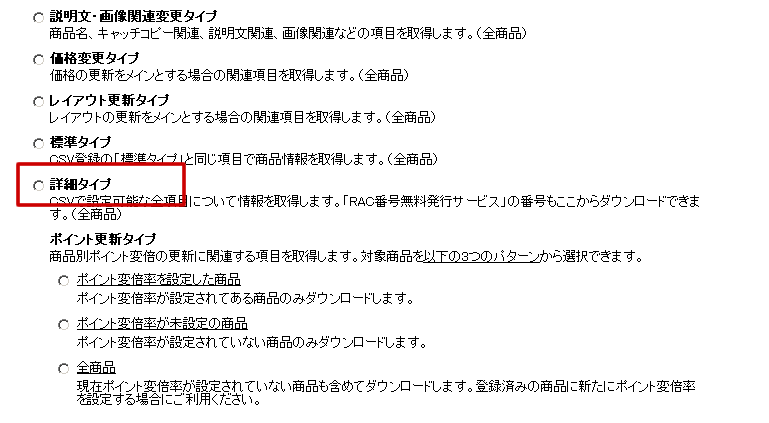 説明文・画像関連変更タイプ
商品名、キャッチコピー関連、説明文関連、画像関連などの項目を取得します。（全商品）
価格変更タイプ
価格の更新をメインとする場合の関連項目を取得します。（全商品）
レイアウト更新タイプ
レイアウトの更新をメインとする場合の関連項目を取得します。（全商品）
標準タイプ
CSV登録の「標準タイプ」と同じ項目で商品情報を取得します。（全商品）
詳細タイプ
CSVで設定可能な全項目について情報を取得します。「RAC番号無料発行サービス」の番号もここからダウンロードできま
す。（全商品）
ポイント更新タイプ
商品別ポイント変倍の更新に関連する項目を取得します。対象商品を以下の3つのパターンから選択できます。
ポイント変倍率を設定した商品
ポイント変倍率が設定されてある商品のみダウンロードします。
ポイント変倍率が未設定の商品
ポイント変倍率が設定されていない商品のみダウンロードします。
全商品
現在ポイント変倍率が設定されていない商品も含めてダウンロードします。登録済みの商品に新たにポイント変倍率
を設定する場合にご利用ください。